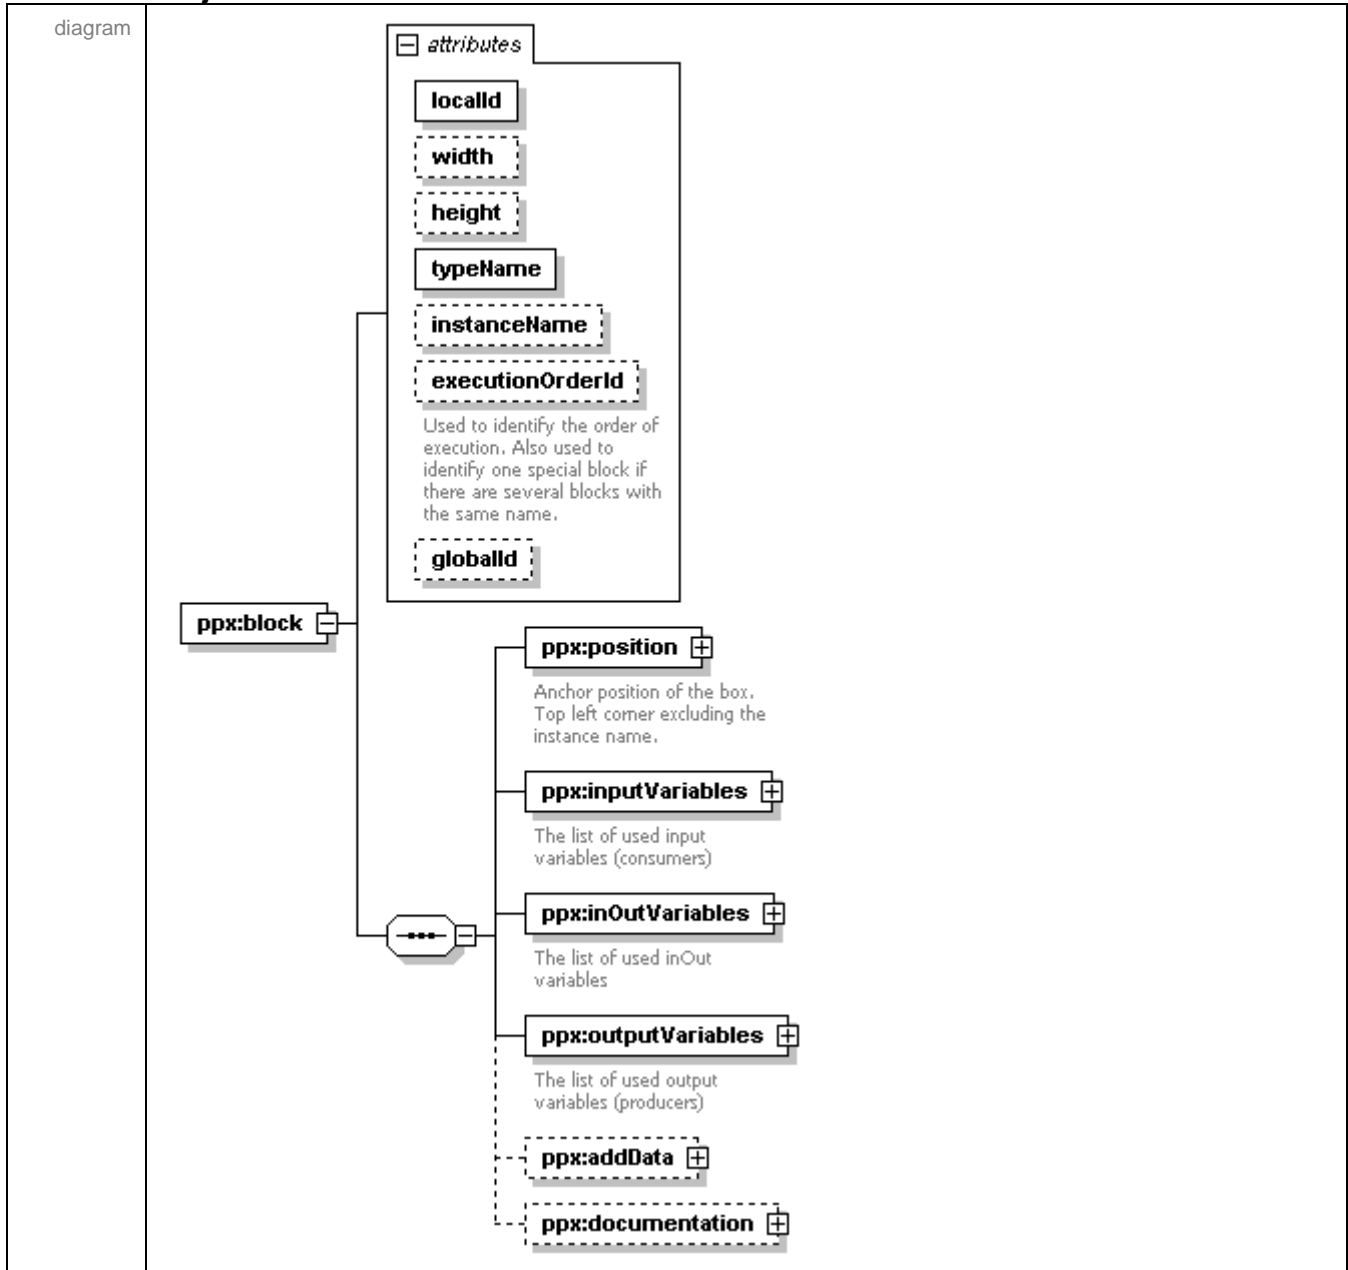 diagram
attributes
localId
width
height
typeName
instanceName
executionOrderId
Used to identify the order of
execution. Also used to
identify one special block if
there are several blocks with
the same name.
globalId
ppx:block
ppx:position
Anchor position of the box.
Top left corner excluding the
instance name.
ppx:inputVariables
The list of used input
variables (consumers)
ppx:inOutVariables
The list of used inOut
variables
ppx:outputVariables
The list of used output
variables (producers)
ppx:addData
ppx:documentation